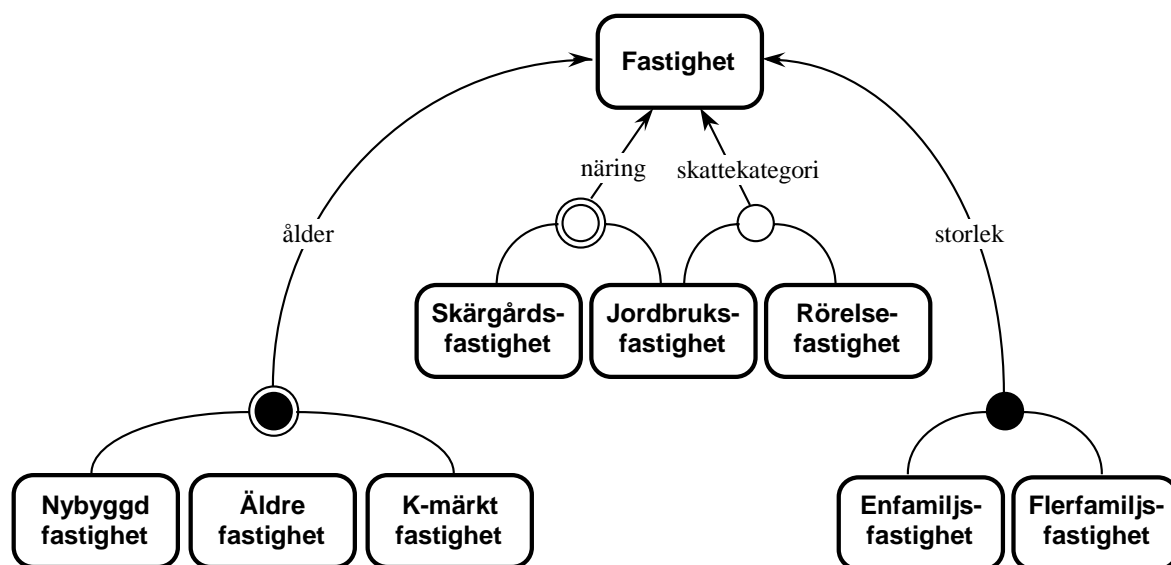 Fastighet
näring
skattekategori
ålder
storlek
Skärgårds-
fastighet
Jordbruks-
fastighet
Rörelse-
fastighet
Nybyggd
fastighet
Äldre
fastighet
K-märkt
fastighet
Enfamiljs-
fastighet
Flerfamiljs-
fastighet